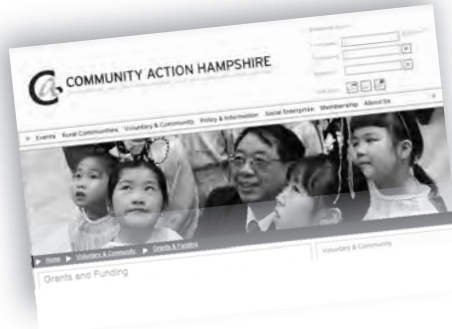 COMMUNITY ACTION HAMPSHIRE
Events Rural Communities Voluntary & Community Policy & Information Social Enterprise Membership About Us
Home Voluntary & Community Grants & Funding
Grants and Funding
Voluntary & Community